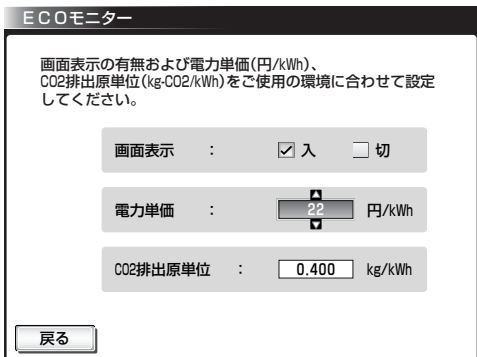 ECOモニター
画面表示の有無および電力単価(円/kWh)、
CO2排出原単位(kg-CO2/kWh)をご使用の環境に合わせて設定
してください。
画面表示 : 入 切
電力単価 : 22 円/kWh
CO2排出原単位 : 0.400 kg/kWh
戻る